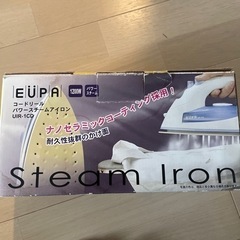 EUPA
1200W
パワー
スチーム
コードリール
パワースチームアイロン
UIR-1CD
ナノセラミックコーティング採用!
耐久性抜群のかけ面
Steam Iron